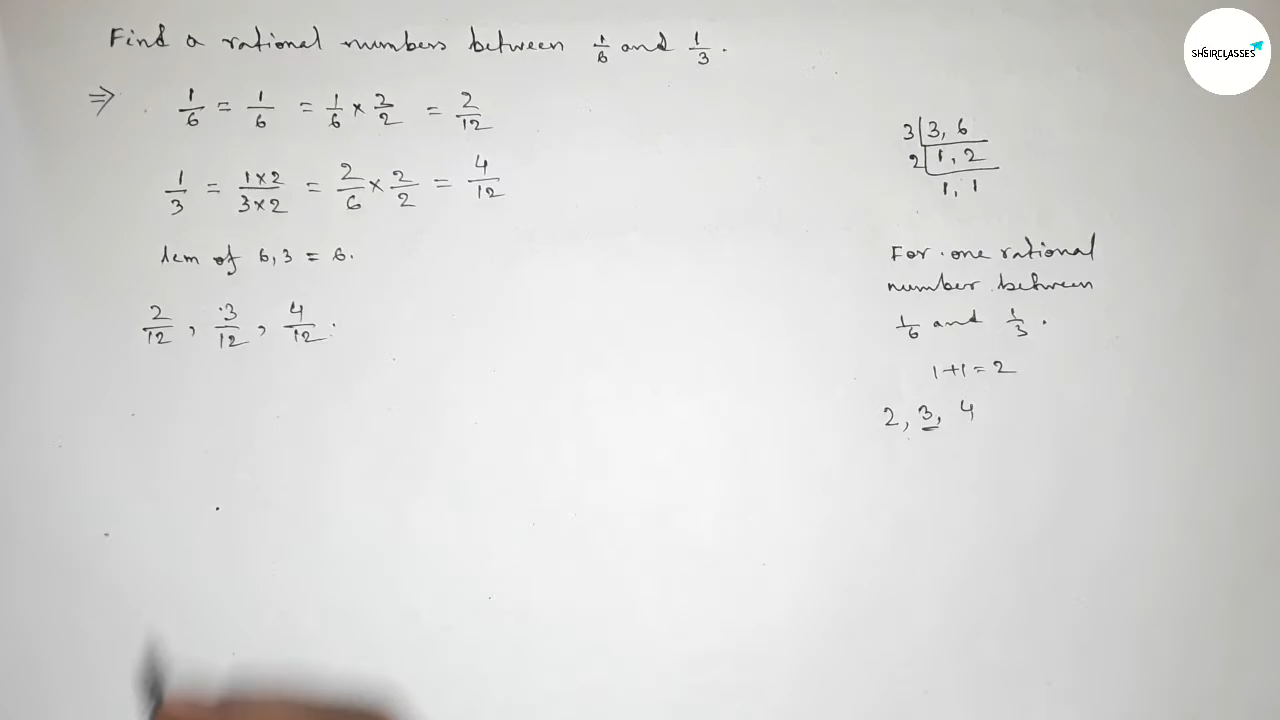 Find a rational numbers between 1/6 and 1/3.
⇒ 1/6 = 1/6 = 1/6 × 2/2 = 2/12
1/3 = 1×2/3×2 = 2/6 × 2/2 = 4/12
lcm of 6,3 = 6.
2/12, 3/12, 4/12.
SHSIRCLASSES
3 | 3, 6
2 | 1, 2
1, 1
For one rational
number between
1/6 and 1/3.
1+1=2
2, 3, 4